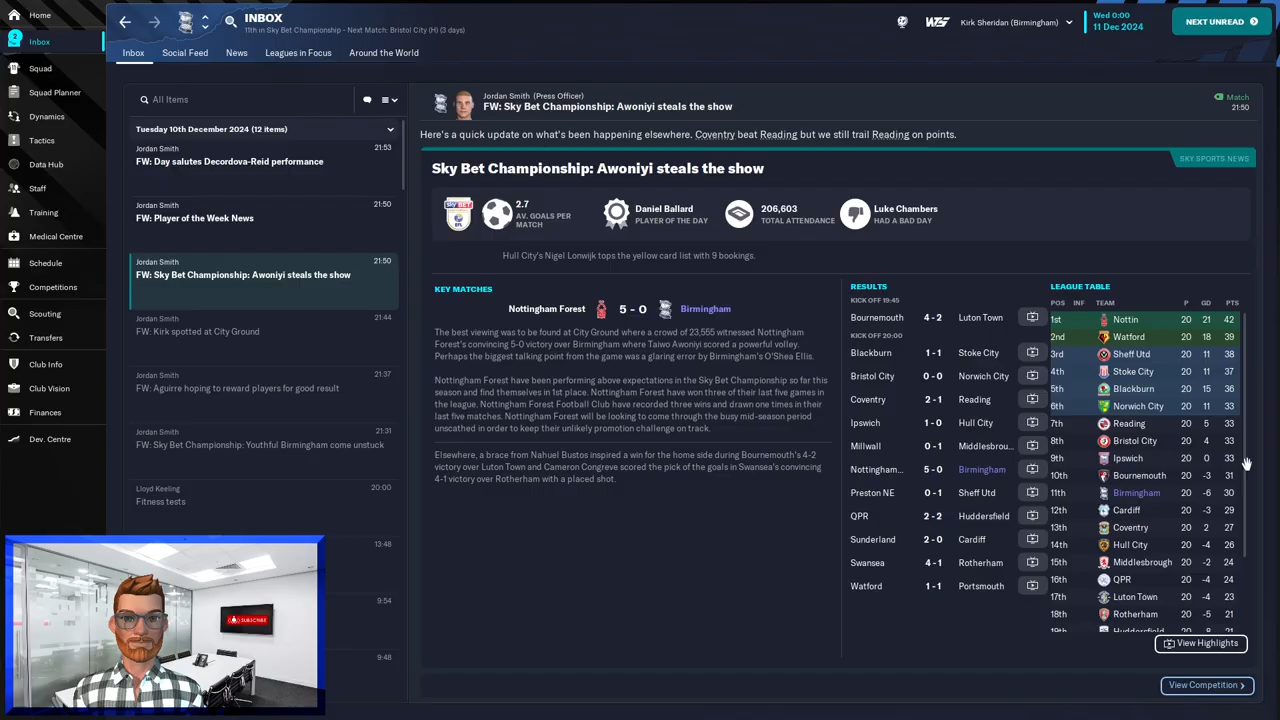 Home
2
Inbox
Squad
Squad Planner
Dynamics
Tactics
Data Hub
Staff
Training
Medical Centre
Schedule
Competitions
Scouting
Transfers
Club Info
Club Vision
Finances
Dev. Centre
INBOX
11th in Sky Bet Championship - Next Match: Bristol City (H) (3 days)
Kirk Sheridan (Birmingham)
Wed 0:00
11 Dec 2024
NEXT UNREAD
Inbox Social Feed News Leagues in Focus Around the World
All Items
Tuesday 10th December 2024 (12 items)
Jordan Smith 21:53
FW: Day salutes Decordova-Reid performance
Jordan Smith 21:50
FW: Player of the Week News
Jordan Smith 21:50
FW: Sky Bet Championship: Awoniyi steals the show
Jordan Smith 21:44
FW: Kirk spotted at City Ground
Jordan Smith 21:37
FW: Aguirre hoping to reward players for good result
Jordan Smith 21:31
FW: Sky Bet Championship: Youthful Birmingham come unstuck
Lloyd Keeling 20:00
Fitness tests
13:48
9:54
9:48
SUBSCRIBE
Jordan Smith (Press Officer)
FW: Sky Bet Championship: Awoniyi steals the show
Match
21:50
Here's a quick update on what's been happening elsewhere. Coventry beat Reading but we still trail Reading on points.
SKY SPORTS NEWS
Sky Bet Championship: Awoniyi steals the show
2.7
AV. GOALS PER
MATCH
Daniel Ballard
PLAYER OF THE DAY
206,603
TOTAL ATTENDANCE
Luke Chambers
HAD A BAD DAY
Hull City's Nigel Lonwijk tops the yellow card list with 9 bookings.
KEY MATCHES
Nottingham Forest 5 - 0 Birmingham
The best viewing was to be found at City Ground where a crowd of 23,555 witnessed Nottingham
Forest's convincing 5-0 victory over Birmingham where Taiwo Awoniyi scored a powerful volley.
Perhaps the biggest talking point from the game was a glaring error by Birmingham's O'Shea Ellis.
Nottingham Forest have been performing above expectations in the Sky Bet Championship so far this
season and find themselves in 1st place. Nottingham Forest have won three of their last five games in
the league. Nottingham Forest Football Club have recorded three wins and drawn one times in their
last five matches. Nottingham Forest will be looking to come through the busy mid-season period
unscathed in order to keep their unlikely promotion challenge on track.
Elsewhere, a brace from Nahuel Bustos inspired a win for the home side during Bournemouth's 4-2
victory over Luton Town and Cameron Congreve scored the pick of the goals in Swansea's convincing
4-1 victory over Rotherham with a placed shot.
RESULTS
KICK OFF 19:45
Bournemouth 4 - 2 Luton Town
KICK OFF 20:00
Blackburn 1 - 1 Stoke City
Bristol City 0 - 0 Norwich City
Coventry 2 - 1 Reading
Ipswich 1 - 0 Hull City
Millwall 0 - 1 Middlesbrou...
Nottingham... 5 - 0 Birmingham
Preston NE 0 - 1 Sheff Utd
QPR 2 - 2 Huddersfield
Sunderland 2 - 0 Cardiff
Swansea 4 - 1 Rotherham
Watford 1 - 1 Portsmouth
LEAGUE TABLE
POS INF TEAM P GD PTS
1st Nottin 20 21 42
2nd Watford 20 18 39
3rd Sheff Utd 20 11 38
4th Stoke City 20 11 37
5th Blackburn 20 15 36
6th Norwich City 20 11 33
7th Reading 20 5 33
8th Bristol City 20 4 33
9th Ipswich 20 0 33
10th Bournemouth 20 -3 31
11th Birmingham 20 -6 30
12th Cardiff 20 -3 29
13th Coventry 20 2 27
14th Hull City 20 -4 26
15th Middlesbrough 20 -2 24
16th QPR 20 -4 24
17th Luton Town 20 -4 23
18th Rotherham 20 -5 21
19th Huddersfield 20 -8 21
View Highlights
View Competition